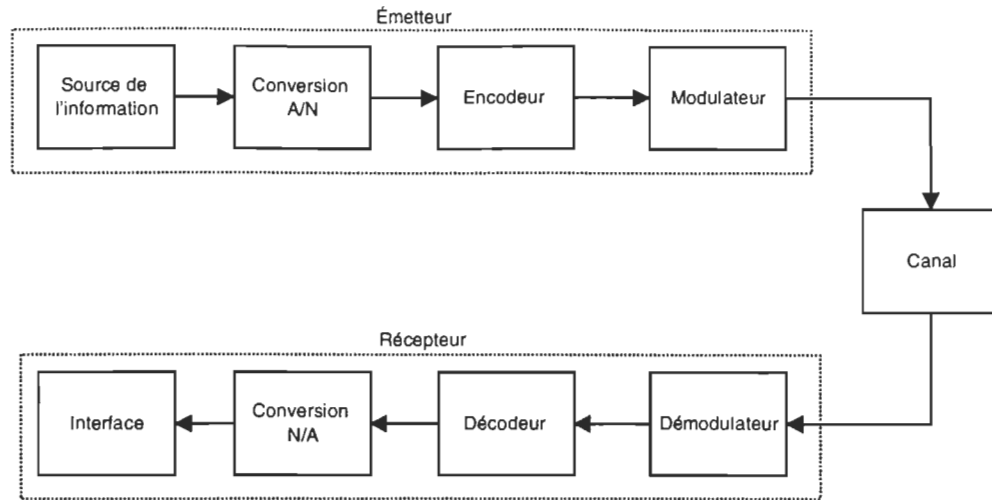 Émetteur
Source de
l'information
Conversion
A/N
Encodeur
Modulateur
Canal
Récepteur
Interface
Conversion
N/A
Décodeur
Démodulateur